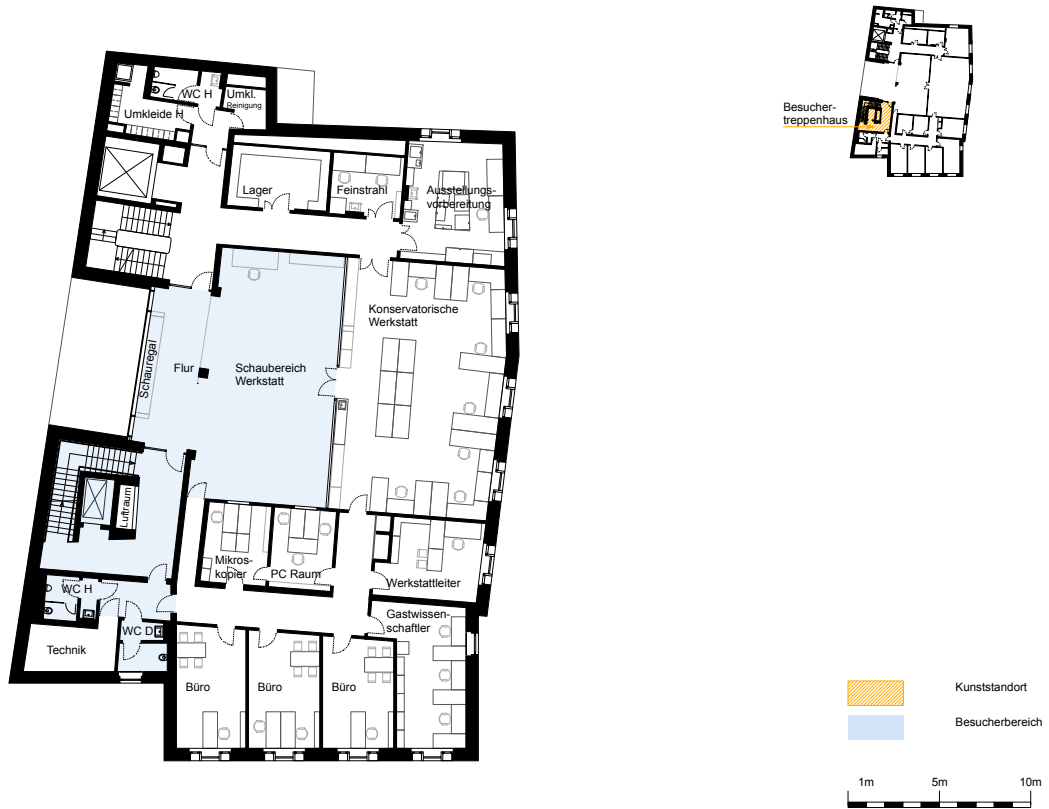 Besucher-
treppenhaus
WC H
Umkl.
Reinigung
Umkleide H
Lager
Feinstrahl
Ausstellungs-
vorbereitung
Konservatorische
Werkstatt
Schauregal
Flur
Schaubereich
Werkstatt
Luftraum
Mikros-
kopier
PC Raum
Werkstattleiter
WC H
Gastwissen-
schaftler
WC D
Technik
Büro
Büro
Büro
Kunststandort
Besucherbereich
1m 5m 10m